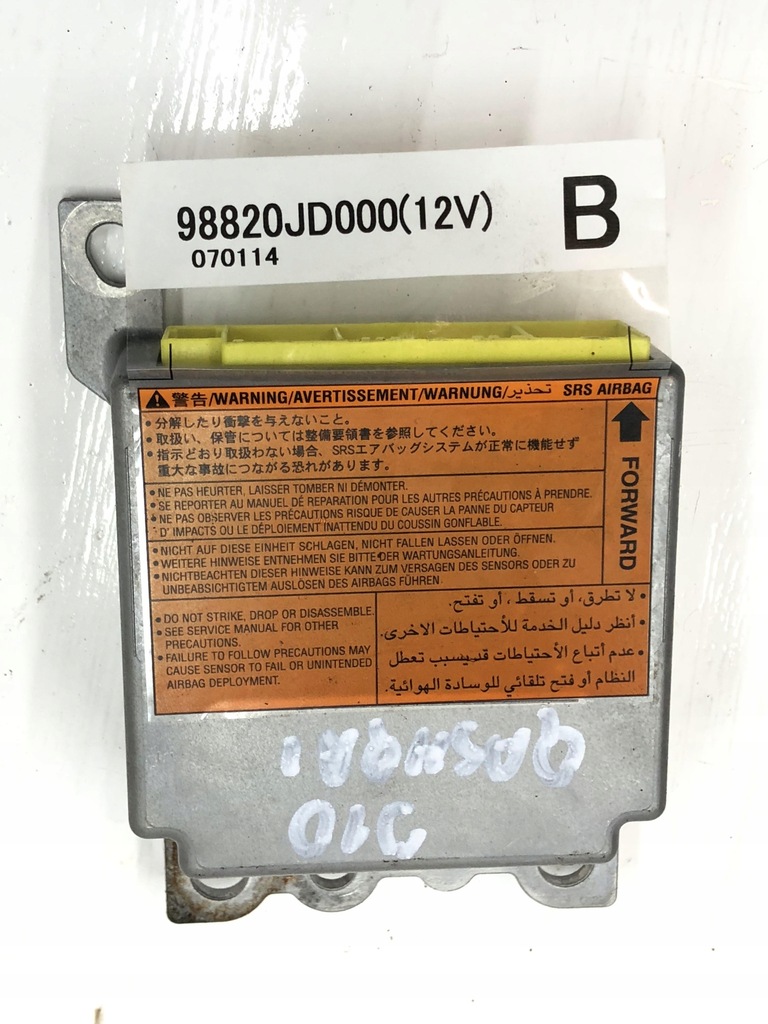 98820JD000(12V) B
070114
警告/WARNING/AVERTISSEMENT/WARNUNG/تحذير SRS AIRBAG
• 分解したり衝撃を与えないこと。
• 取扱い、保管については整備要領書を参照してください。
• 指示どおり取扱わない場合、SRSエアバッグシステムが正常に機能せず
重大な事故につながる恐れがあります。
FORWARD
• NE PAS HEURTER, LAISSER TOMBER NI DÉMONTER.
• SE REPORTER AU MANUEL DE RÉPARATION POUR LES AUTRES PRÉCAUTIONS À PRENDRE.
• NE PAS OBSERVER LES PRÉCAUTIONS RISQUE DE CAUSER LA PANNE DU CAPTEUR
D' IMPACTS OU LE DÉPLOIEMENT INATTENDU DU COUSSIN GONFLABLE.
• NICHT AUF DIESE EINHEIT SCHLAGEN, NICHT FALLEN LASSEN ODER ÖFFNEN.
• WEITERE HINWEISE ENTNEHMEN SIE BITTE DER WARTUNGSANLEITUNG.
• NICHTBEACHTEN DIESER HINWEISE KANN ZUM VERSAGEN DES SENSORS ODER ZU
UNBEABSICHTIGTEM AUSLÖSEN DES AIRBAGS FÜHREN.
• DO NOT STRIKE, DROP OR DISASSEMBLE.
• SEE SERVICE MANUAL FOR OTHER
PRECAUTIONS.
• FAILURE TO FOLLOW PRECAUTIONS MAY
CAUSE SENSOR TO FAIL OR UNINTENDED
AIRBAG DEPLOYMENT.
• لا تطرق، أو تسقط ، أو تفتح.
• أنظر دليل الخدمة للأحتياطات الاخرى.
• عدم أتباع الأحتياطات قديسبب تعطل
النظام أو فتح تلقائي للوسادة الهوائية.
J10
QASHQAI